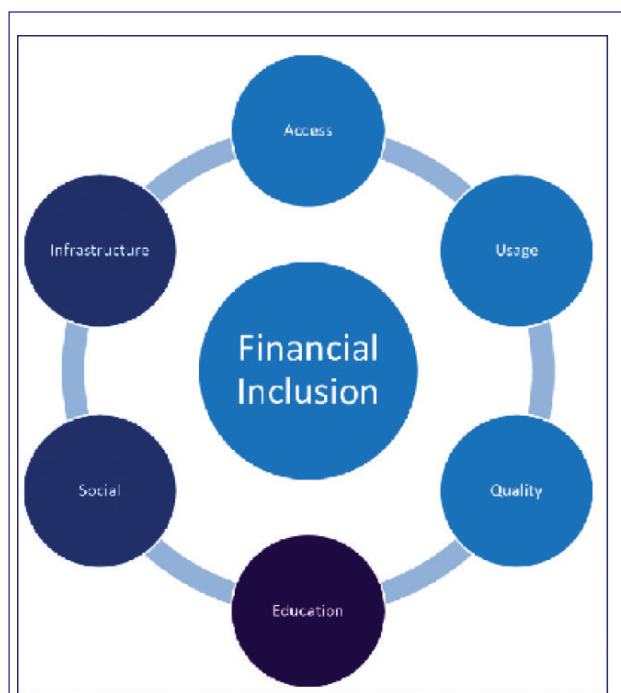 Access
Infrastructure
Usage
Financial
Inclusion
Social
Quality
Education